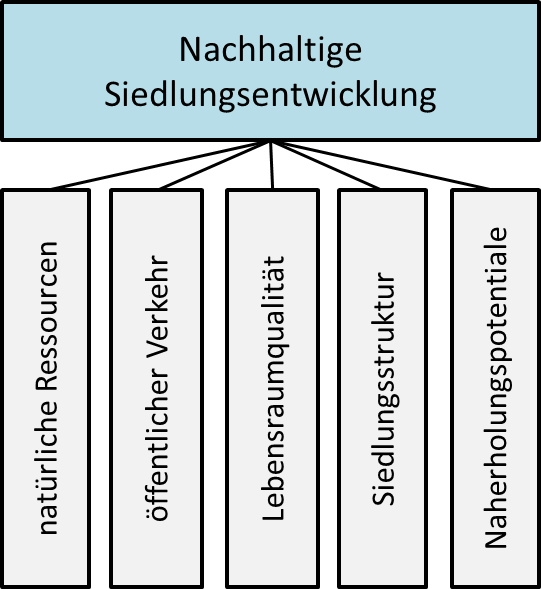 Nachhaltige
Siedlungsentwicklung
natürliche Ressourcen
öffentlicher Verkehr
Lebensraumqualität
Siedlungsstruktur
Naherholungspotentiale